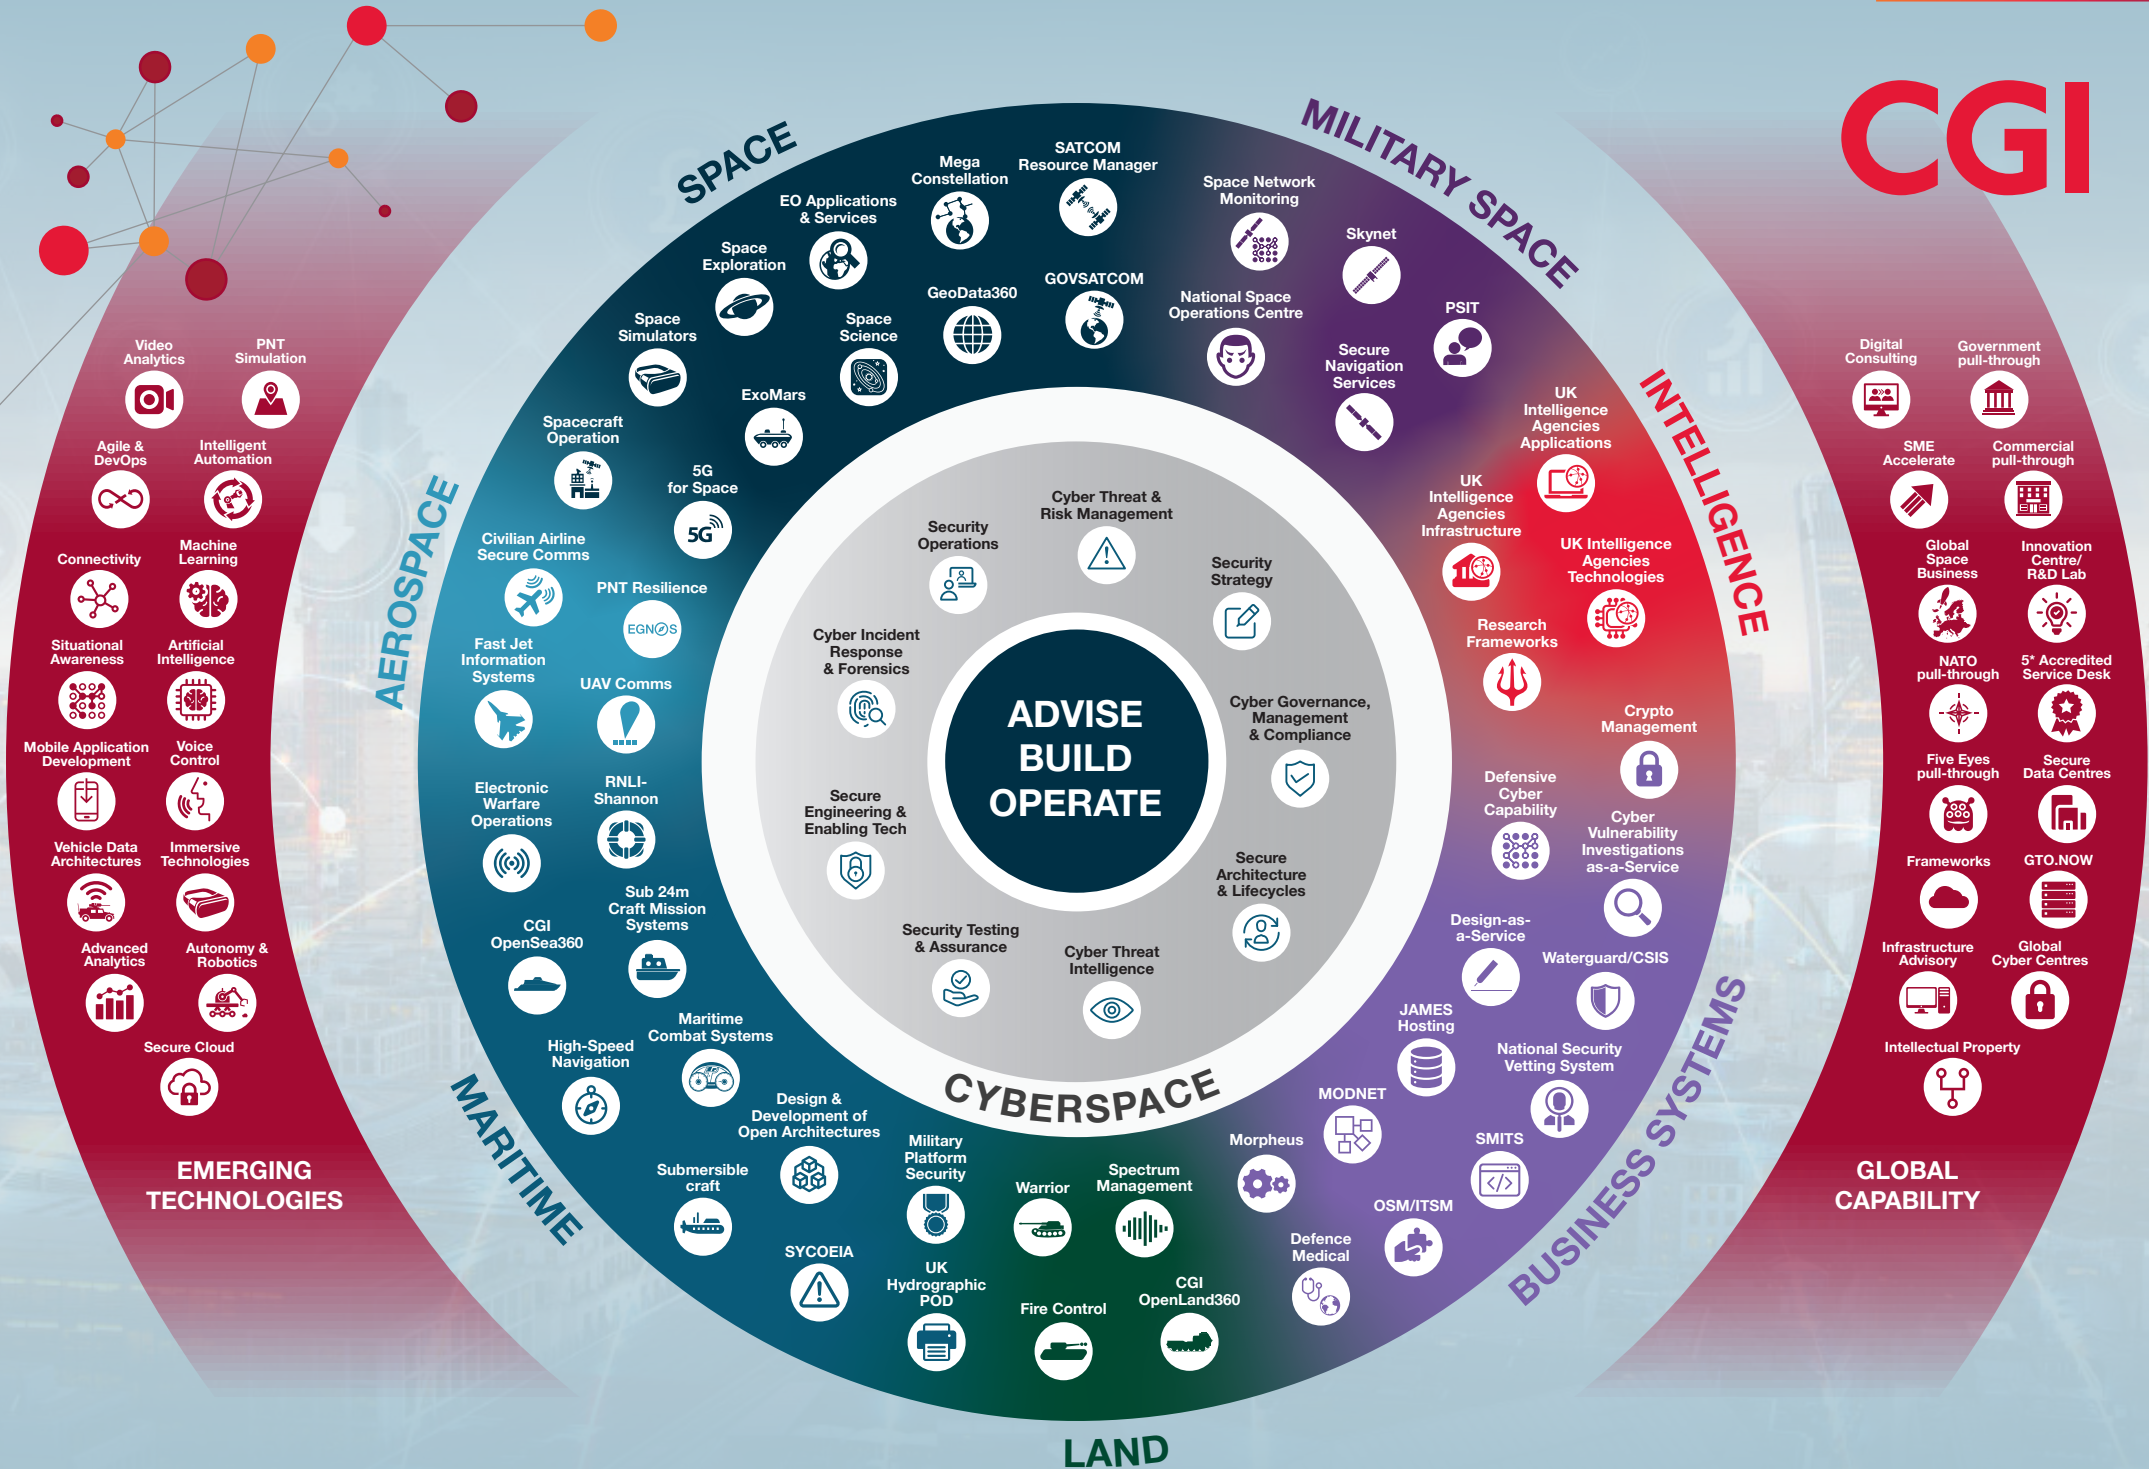 CGI
SPACE
MILITARY SPACE
INTELLIGENCE
BUSINESS SYSTEMS
LAND
MARITIME
AEROSPACE
Mega
Constellation
SATCOM
Resource Manager
EO Applications
& Services
Space
Exploration
Space
Simulators
Space
Science
GeoData360
GOVSATCOM
ExoMars
Spacecraft
Operation
5G
for Space
5G
Space Network
Monitoring
Skynet
National Space
Operations Centre
PSIT
Secure
Navigation
Services
UK
Intelligence
Agencies
Applications
UK
Intelligence
Agencies
Infrastructure
UK Intelligence
Agencies
Technologies
Research
Frameworks
Crypto
Management
Defensive
Cyber
Capability
Cyber
Vulnerability
Investigations
as-a-Service
Design-as-
a-Service
Waterguard/CSIS
JAMES
Hosting
National Security
Vetting System
MODNET
SMITS
Morpheus
OSM/ITSM
Defence
Medical
Spectrum
Management
Warrior
CGI
OpenLand360
Fire Control
Military
Platform
Security
UK
Hydrographic
POD
SYCOEIA
Design &
Development of
Open Architectures
Submersible
craft
Maritime
Combat Systems
High-Speed
Navigation
CGI
OpenSea360
Sub 24m
Craft Mission
Systems
RNLI-
Shannon
Electronic
Warfare
Operations
UAV Comms
Fast Jet
Information
Systems
PNT Resilience
EGNOS
Civilian Airline
Secure Comms
Cyber Threat &
Risk Management
Security
Operations
Security
Strategy
Cyber Incident
Response
& Forensics
Cyber Governance,
Management
& Compliance
Secure
Engineering &
Enabling Tech
Secure
Architecture
& Lifecycles
Security Testing
& Assurance
Cyber Threat
Intelligence
CYBERSPACE
ADVISE
BUILD
OPERATE
Video
Analytics
PNT
Simulation
Agile &
DevOps
Intelligent
Automation
Connectivity
Machine
Learning
Situational
Awareness
Artificial
Intelligence
Mobile Application
Development
Voice
Control
Vehicle Data
Architectures
Immersive
Technologies
Advanced
Analytics
Autonomy &
Robotics
Secure Cloud
EMERGING
TECHNOLOGIES
Digital
Consulting
Government
pull-through
SME
Accelerate
Commercial
pull-through
Global
Space
Business
Innovation
Centre/
R&D Lab
NATO
pull-through
5* Accredited
Service Desk
Five Eyes
pull-through
Secure
Data Centres
Frameworks
GTO.NOW
Infrastructure
Advisory
Global
Cyber Centres
Intellectual Property
GLOBAL
CAPABILITY